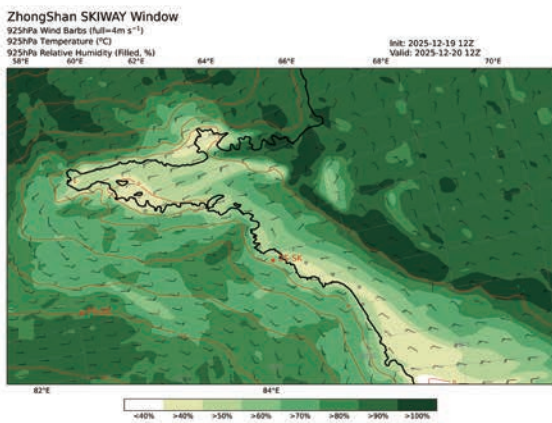 ZhongShan SKIWAY Window
925hPa Wind Barbs (full=4m s⁻¹)
925hPa Temperature (°C)
925hPa Relative Humidity (Filled, %)
Init: 2025-12-19 12Z
Valid: 2025-12-20 12Z
58°E 60°E 62°E 64°E 66°E 68°E 70°E
82°E 84°E
<40% >40% >50% >60% >70% >80% >90% >100%